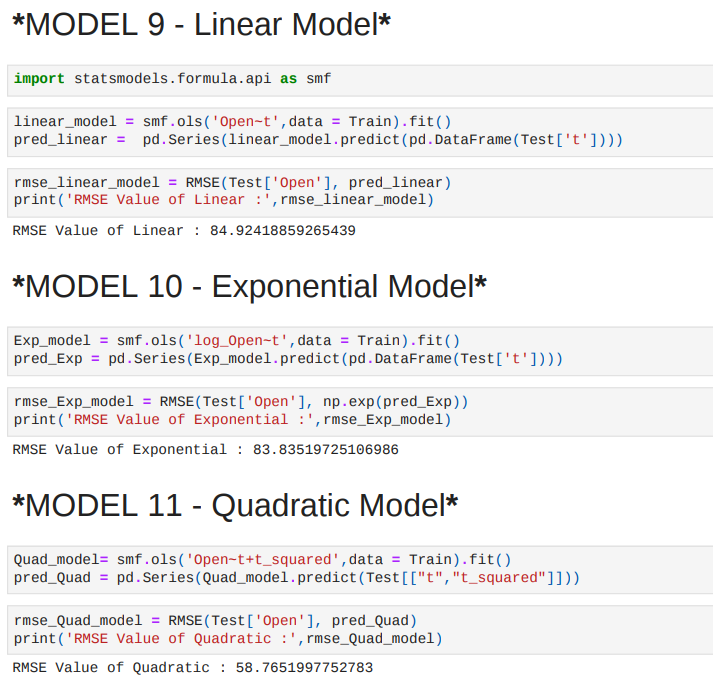 *MODEL 9 - Linear Model*
import statsmodels.formula.api as smf
linear_model = smf.ols('Open~t',data = Train).fit()
pred_linear =  pd.Series(linear_model.predict(pd.DataFrame(Test['t'])))
rmse_linear_model = RMSE(Test['Open'], pred_linear)
print('RMSE Value of Linear :',rmse_linear_model)
RMSE Value of Linear : 84.92418859265439
*MODEL 10 - Exponential Model*
Exp_model = smf.ols('log_Open~t',data = Train).fit()
pred_Exp = pd.Series(Exp_model.predict(pd.DataFrame(Test['t'])))
rmse_Exp_model = RMSE(Test['Open'], np.exp(pred_Exp))
print('RMSE Value of Exponential :',rmse_Exp_model)
RMSE Value of Exponential : 83.83519725106986
*MODEL 11 - Quadratic Model*
Quad_model= smf.ols('Open~t+t_squared',data = Train).fit()
pred_Quad = pd.Series(Quad_model.predict(Test[["t","t_squared"]]))
rmse_Quad_model = RMSE(Test['Open'], pred_Quad)
print('RMSE Value of Quadratic :',rmse_Quad_model)
RMSE Value of Quadratic : 58.7651997752783